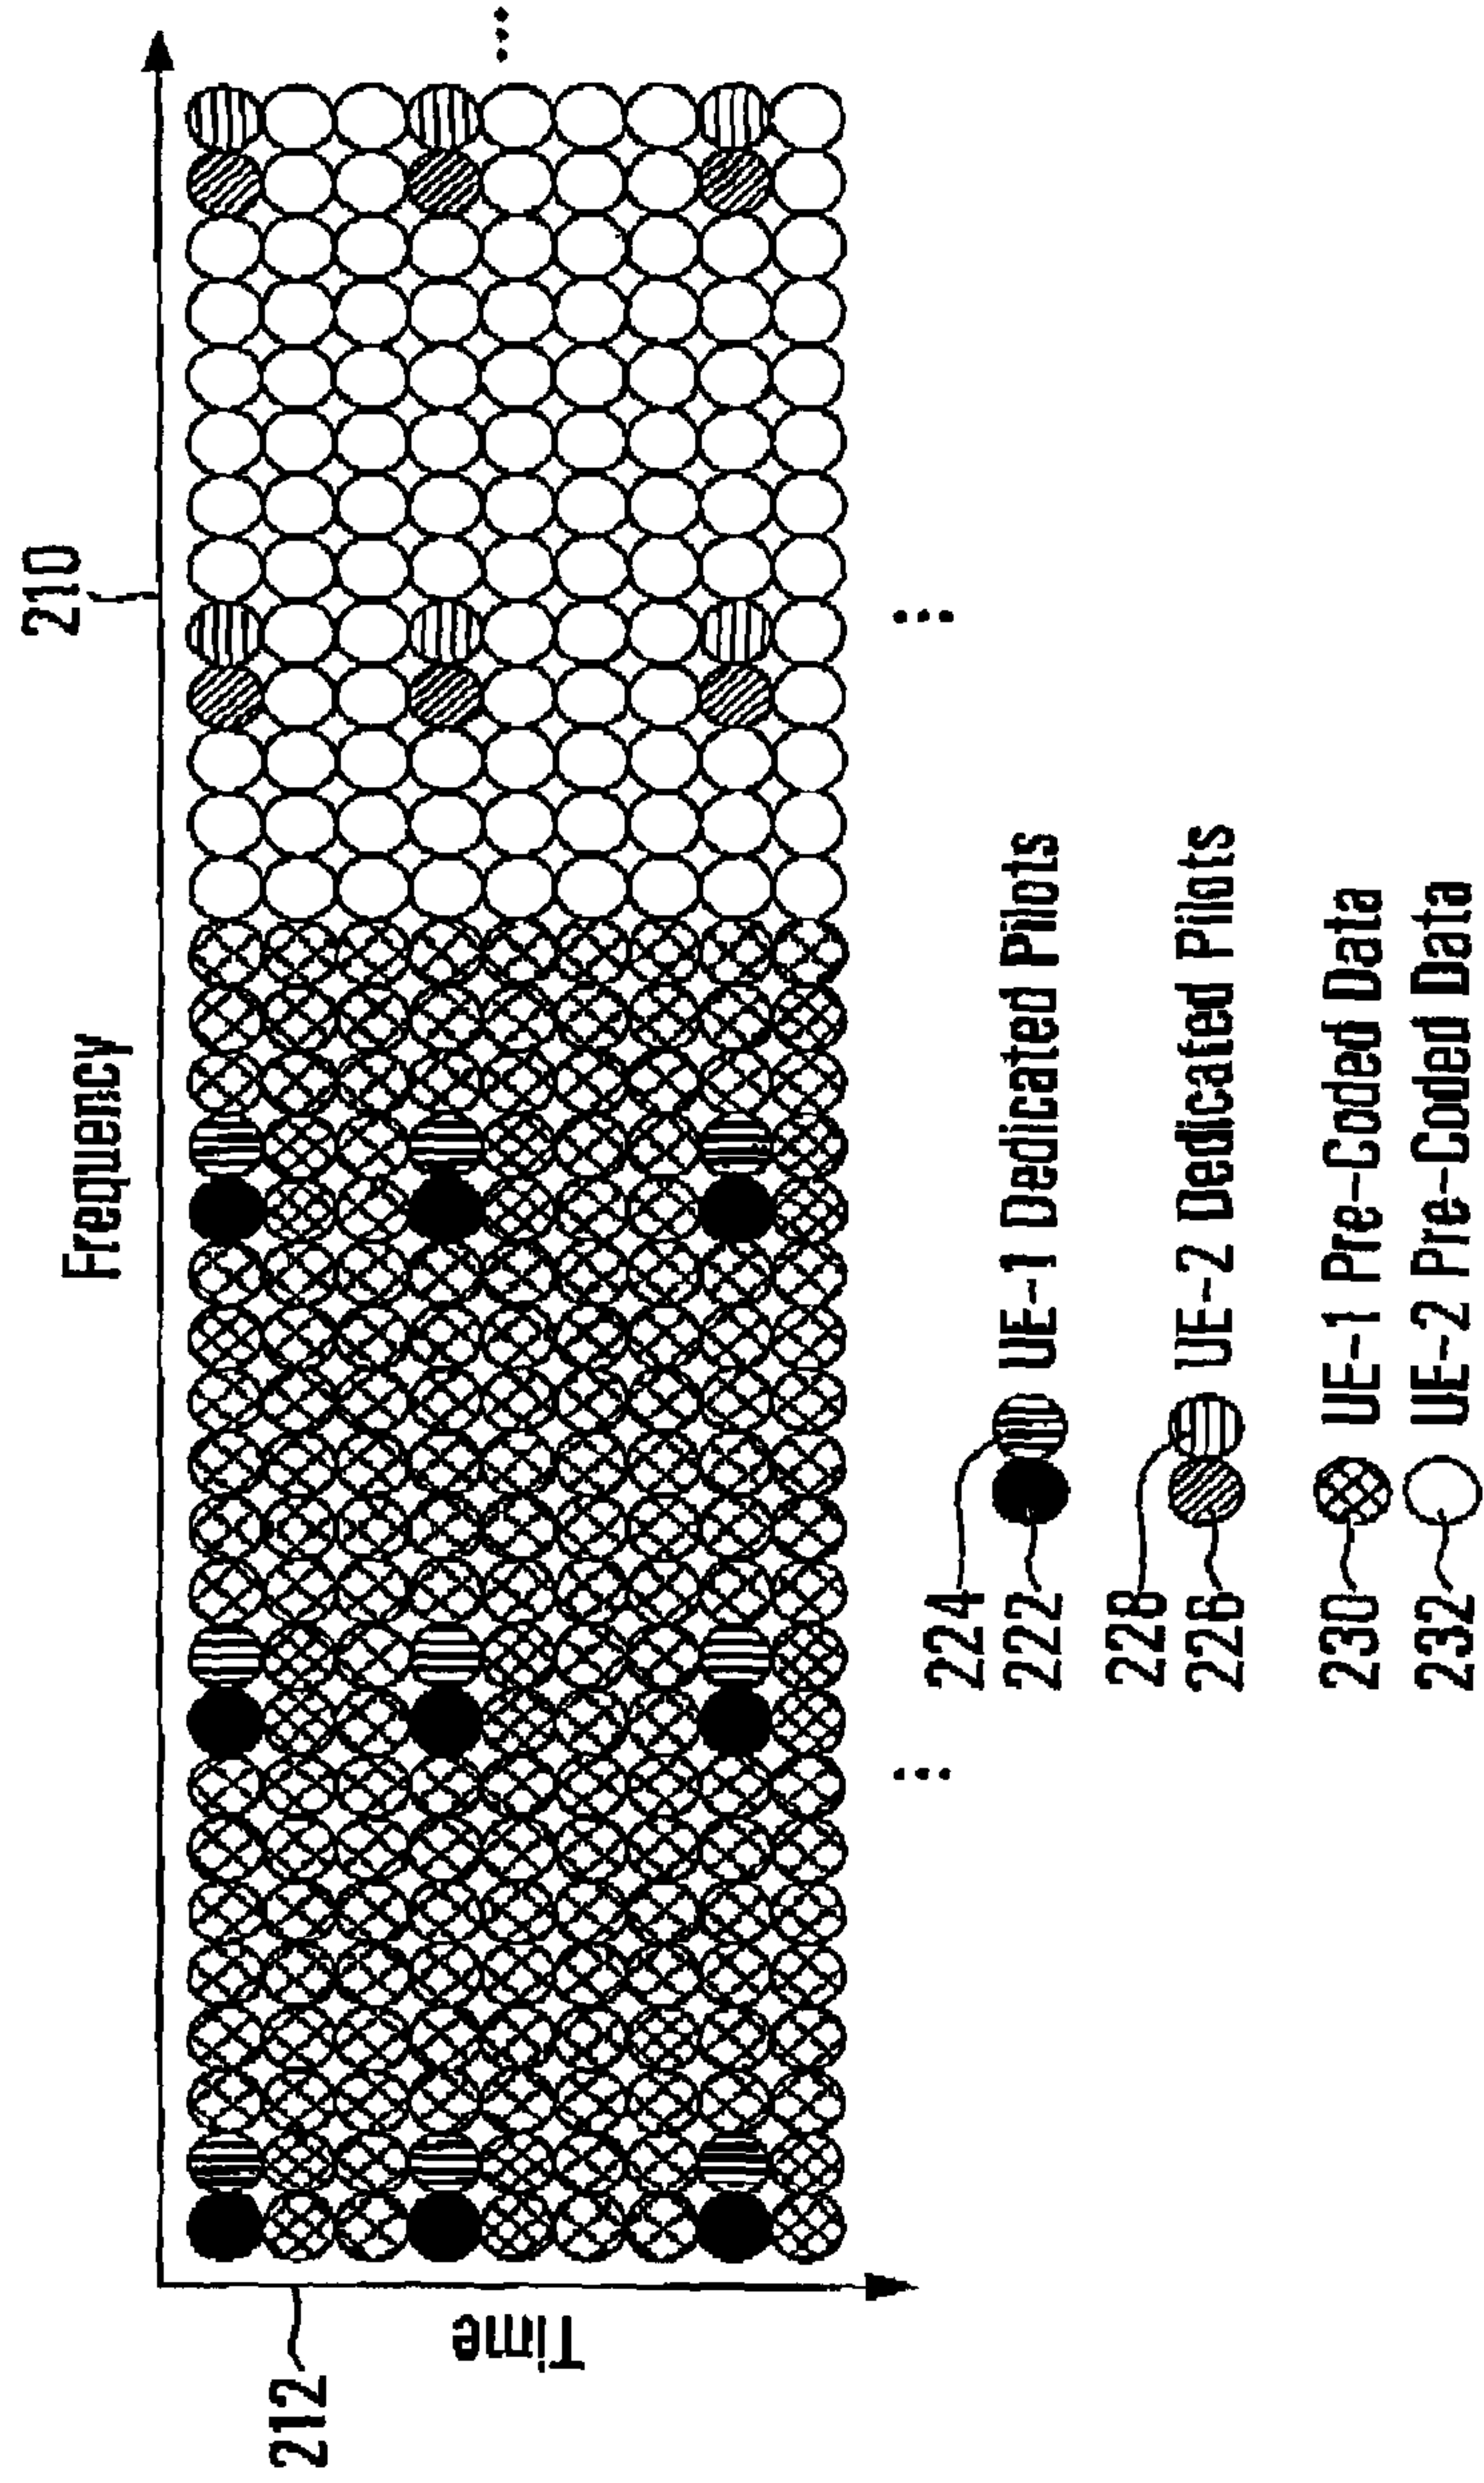 210
Frequency
212
Time
224
222
UE-1 Dedicated Pilots
228
226
UE-2 Dedicated Pilots
230
UE-1 Pre-Coded Data
232
UE-2 Pre-Coded Data